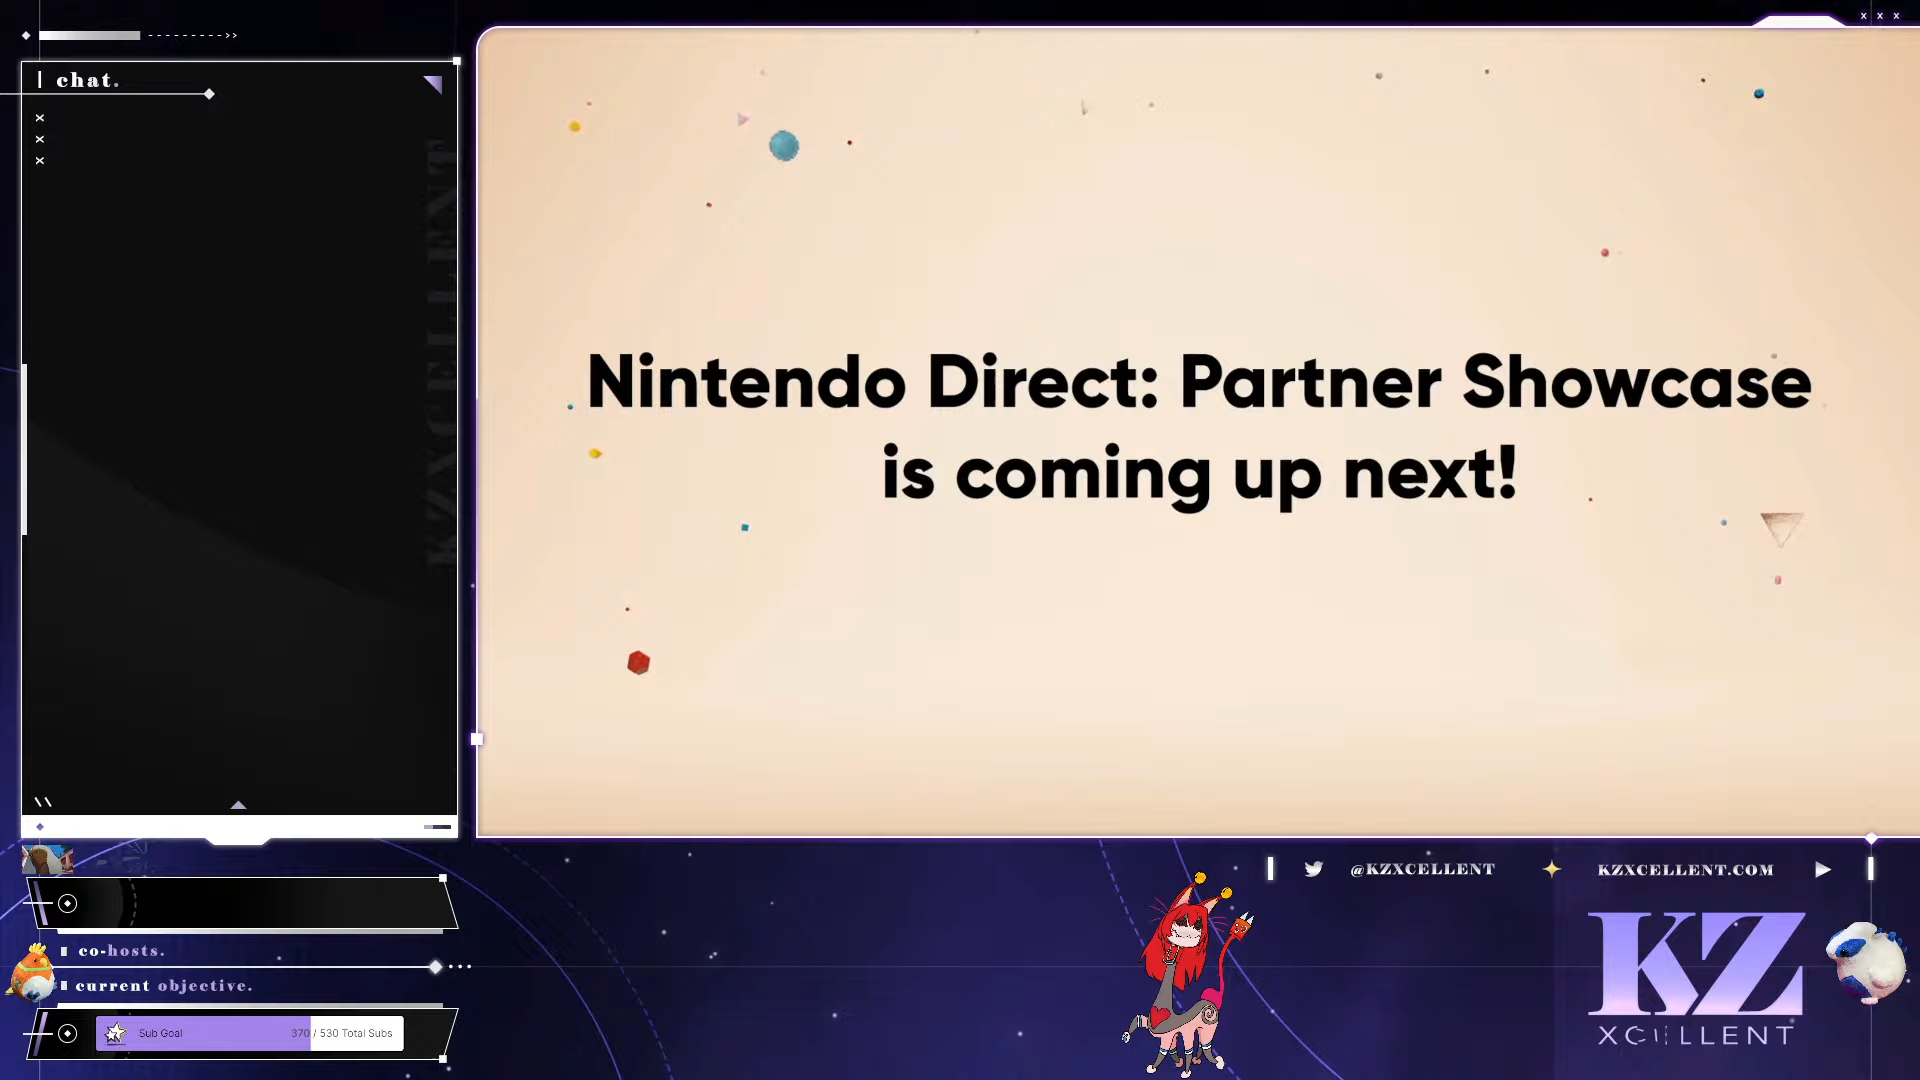 x x x
chat.
x
x
x
KZXCELLENT
Nintendo Direct: Partner Showcase
is coming up next!
@KZXCELLENT
KZXCELLENT.COM
co-hosts.
current objective.
Sub Goal
370 / 530 Total Subs
KZ
XCELLENT